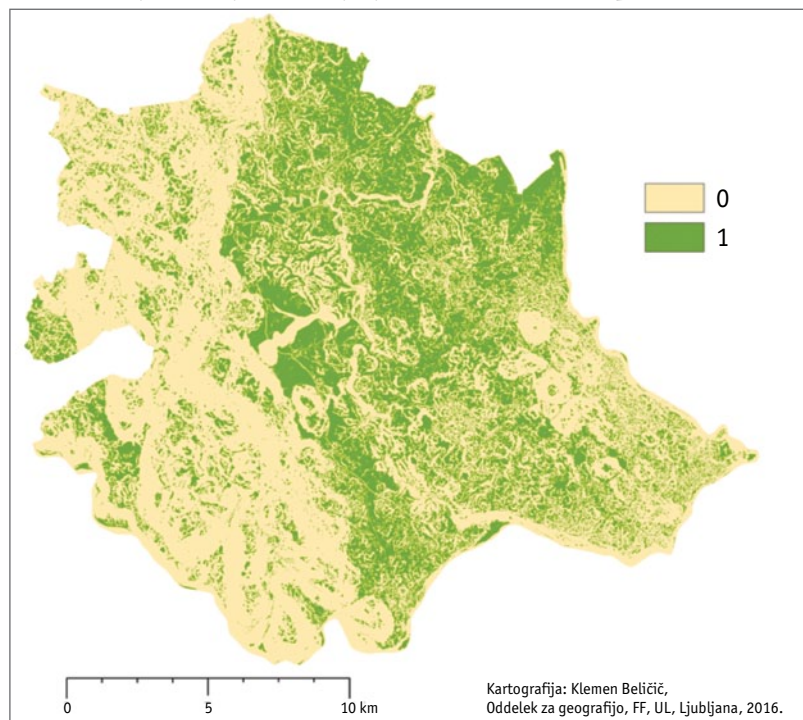 0
1
0 5 10 km
Kartografija: Klemen Beličič,
Oddelek za geografijo, FF, UL, Ljubljana, 2016.